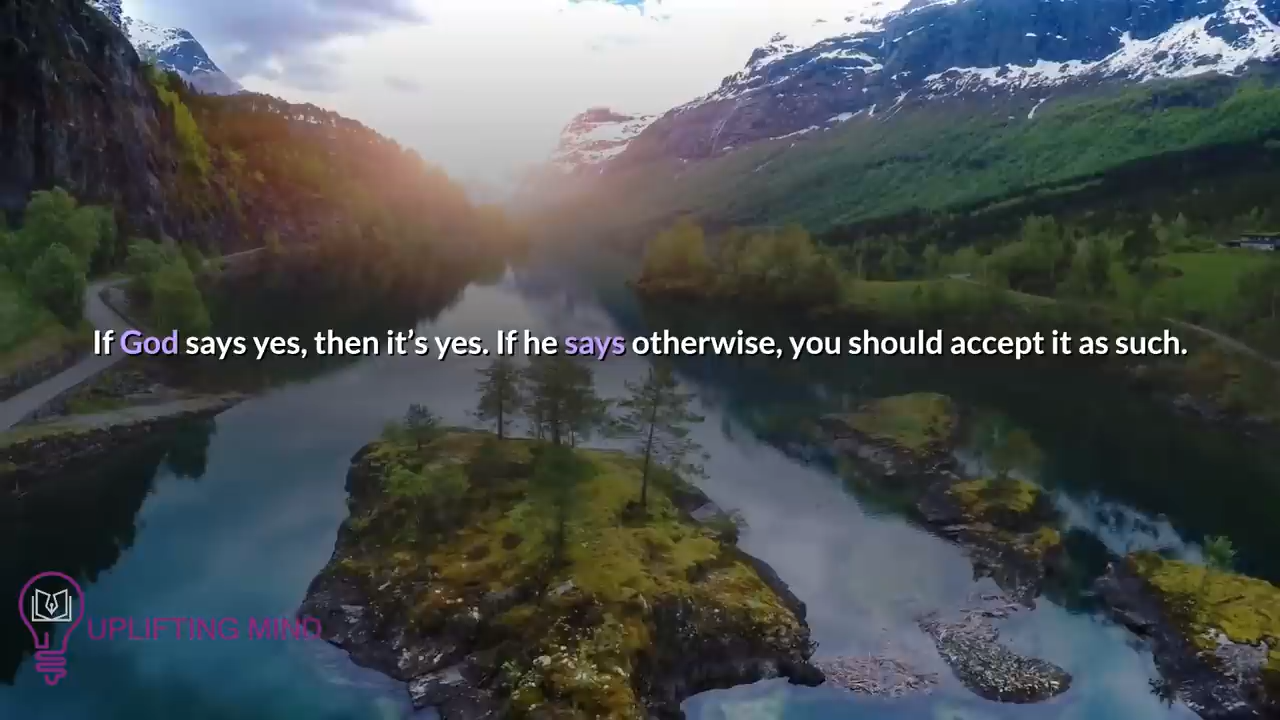 If God says yes, then it’s yes. If he says otherwise, you should accept it as such.
UPLIFTING MIND